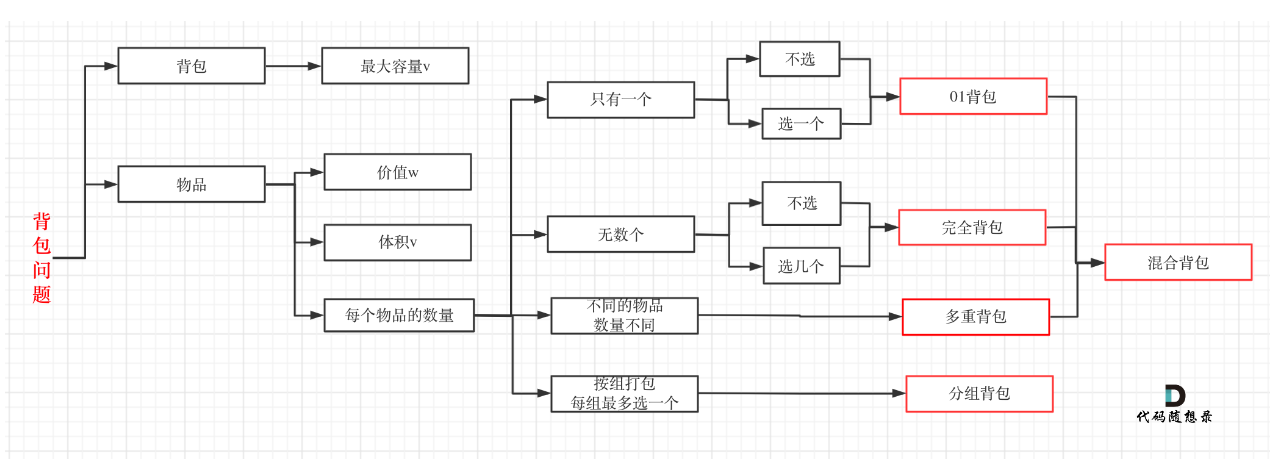 背包问题
背包
最大容量v
物品
价值w
体积v
每个物品的数量
只有一个
不选
选一个
01背包
无数个
不选
选几个
完全背包
不同的物品
数量不同
多重背包
混合背包
按组打包
每组最多选一个
分组背包
代码随想录